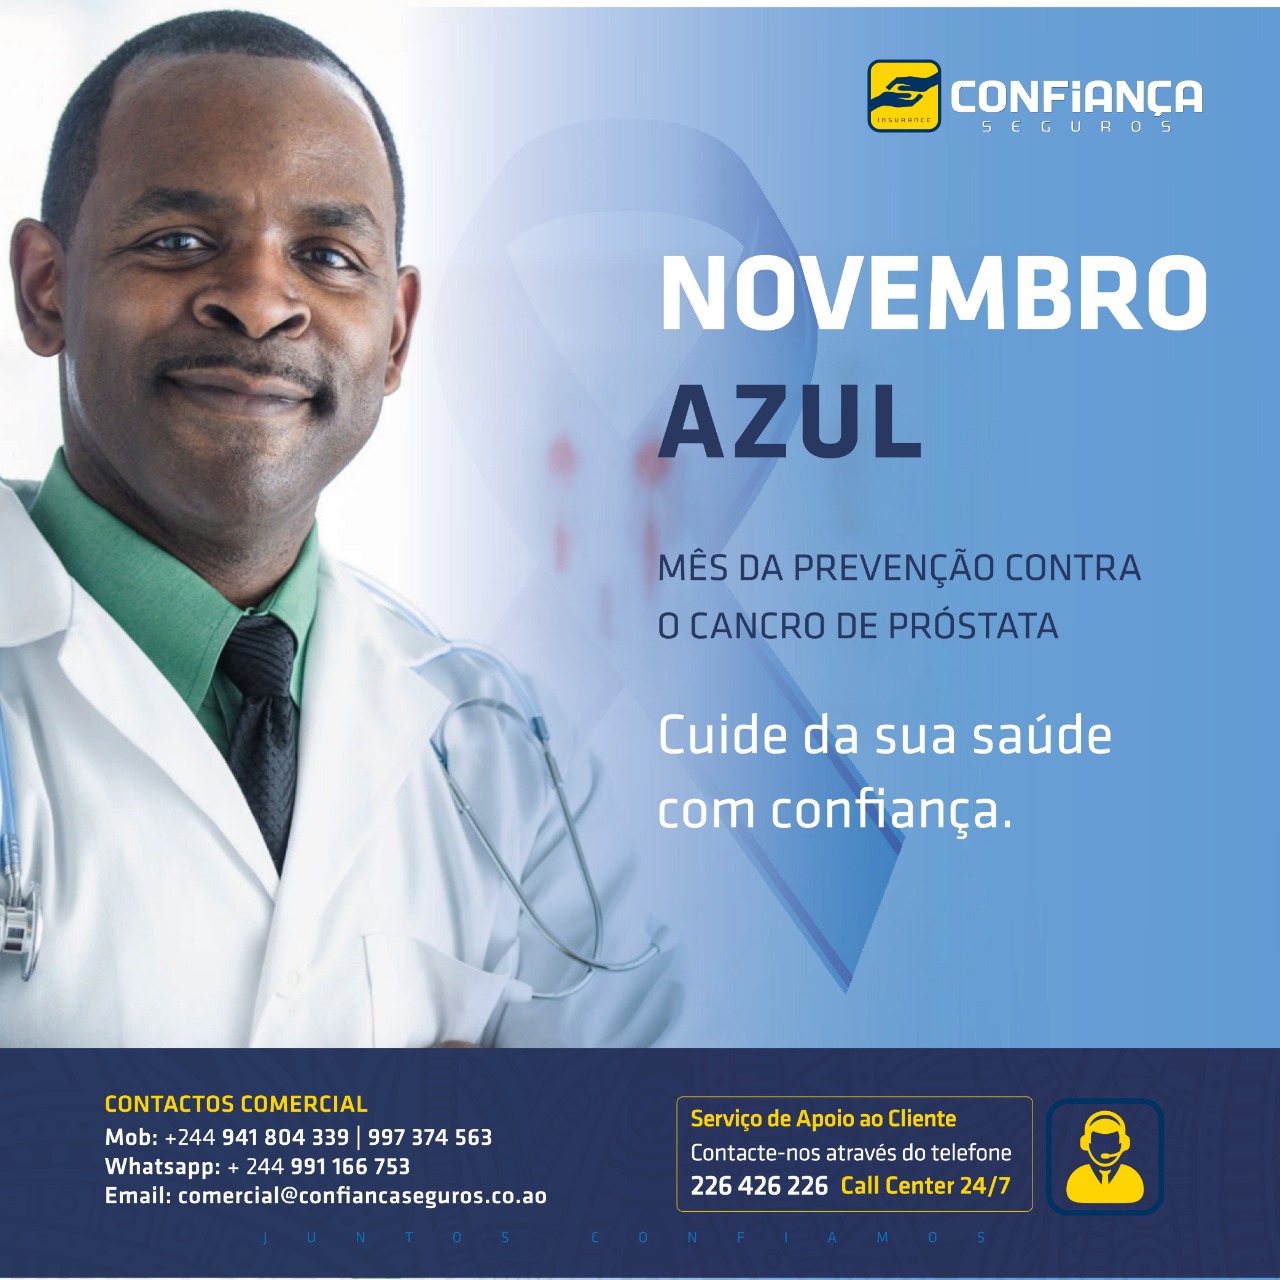 INSURANCE
CONFiANÇA
SEGUROS
NOVEMBRO
AZUL
MÊS DA PREVENÇÃO CONTRA
O CANCRO DE PRÓSTATA
Cuide da sua saúde
com confiança.
CONTACTOS COMERCIAL
Mob: +244 941 804 339 | 997 374 563
Whatsapp: + 244 991 166 753
Email: comercial@confiancaseguros.co.ao
Serviço de Apoio ao Cliente
Contacte-nos através do telefone
226 426 226 Call Center 24/7
JUNTOS CONFIAMOS